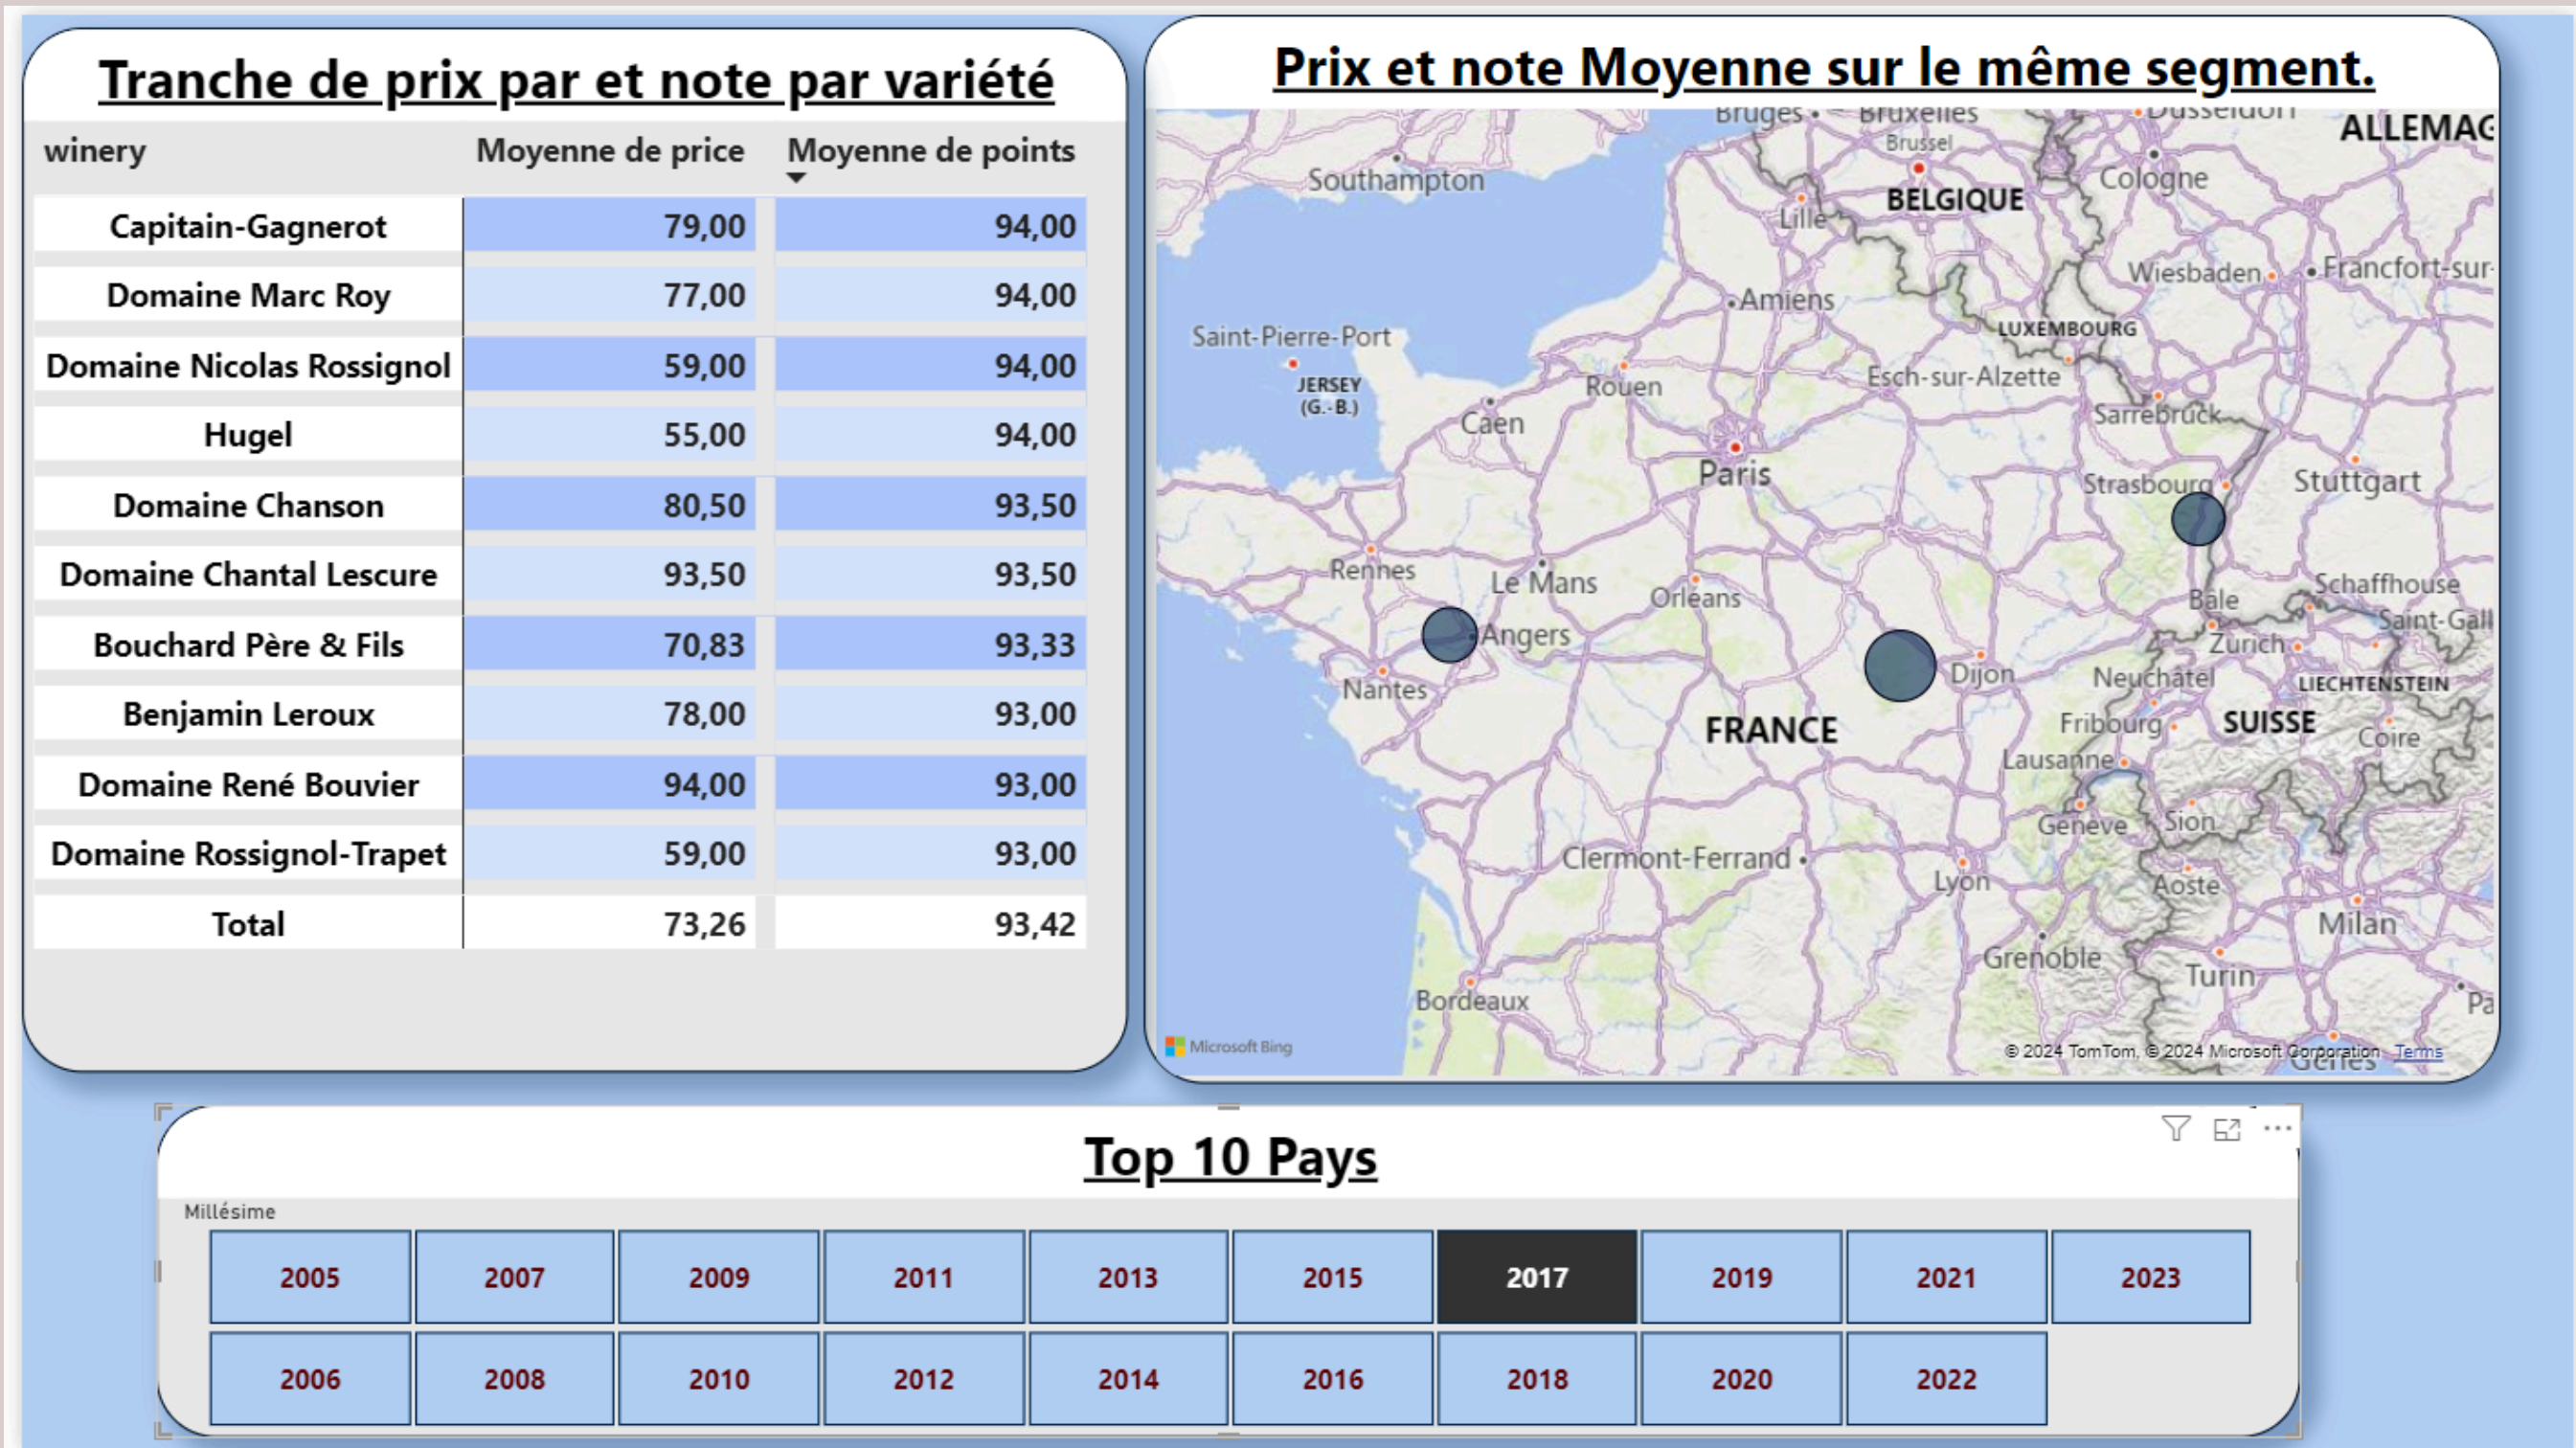 Tranche de prix par et note par variété
winery Moyenne de price Moyenne de points
Capitain-Gagnerot 79,00 94,00
Domaine Marc Roy 77,00 94,00
Domaine Nicolas Rossignol 59,00 94,00
Hugel 55,00 94,00
Domaine Chanson 80,50 93,50
Domaine Chantal Lescure 93,50 93,50
Bouchard Père & Fils 70,83 93,33
Benjamin Leroux 78,00 93,00
Domaine René Bouvier 94,00 93,00
Domaine Rossignol-Trapet 59,00 93,00
Total 73,26 93,42
Prix et note Moyenne sur le même segment.
Bruges
Bruxelles
Brussel
Dusseldorf
ALLEMAG
Southampton
Cologne
BELGIQUE
Lille
Wiesbaden
Francfort-sur-
Amiens
LUXEMBOURG
Saint-Pierre-Port
JERSEY
(G.-B.)
Rouen
Esch-sur-Alzette
Caen
Sarrebruck
Paris
Strasbourg
Stuttgart
Rennes
Le Mans
Orléans
Schaffhouse
Bâle
Saint-Gall
Angers
Zurich
Nantes
Dijon
Neuchâtel
LIECHTENSTEIN
FRANCE
Fribourg
SUISSE
Coire
Lausanne
Genève
Sion
Clermont-Ferrand
Lyon
Aoste
Milan
Grenoble
Turin
Bordeaux
Pa
Microsoft Bing
© 2024 TomTom, © 2024 Microsoft Corporation Terms
Gênes
Top 10 Pays
Millésime
2005 2007 2009 2011 2013 2015 2017 2019 2021 2023
2006 2008 2010 2012 2014 2016 2018 2020 2022